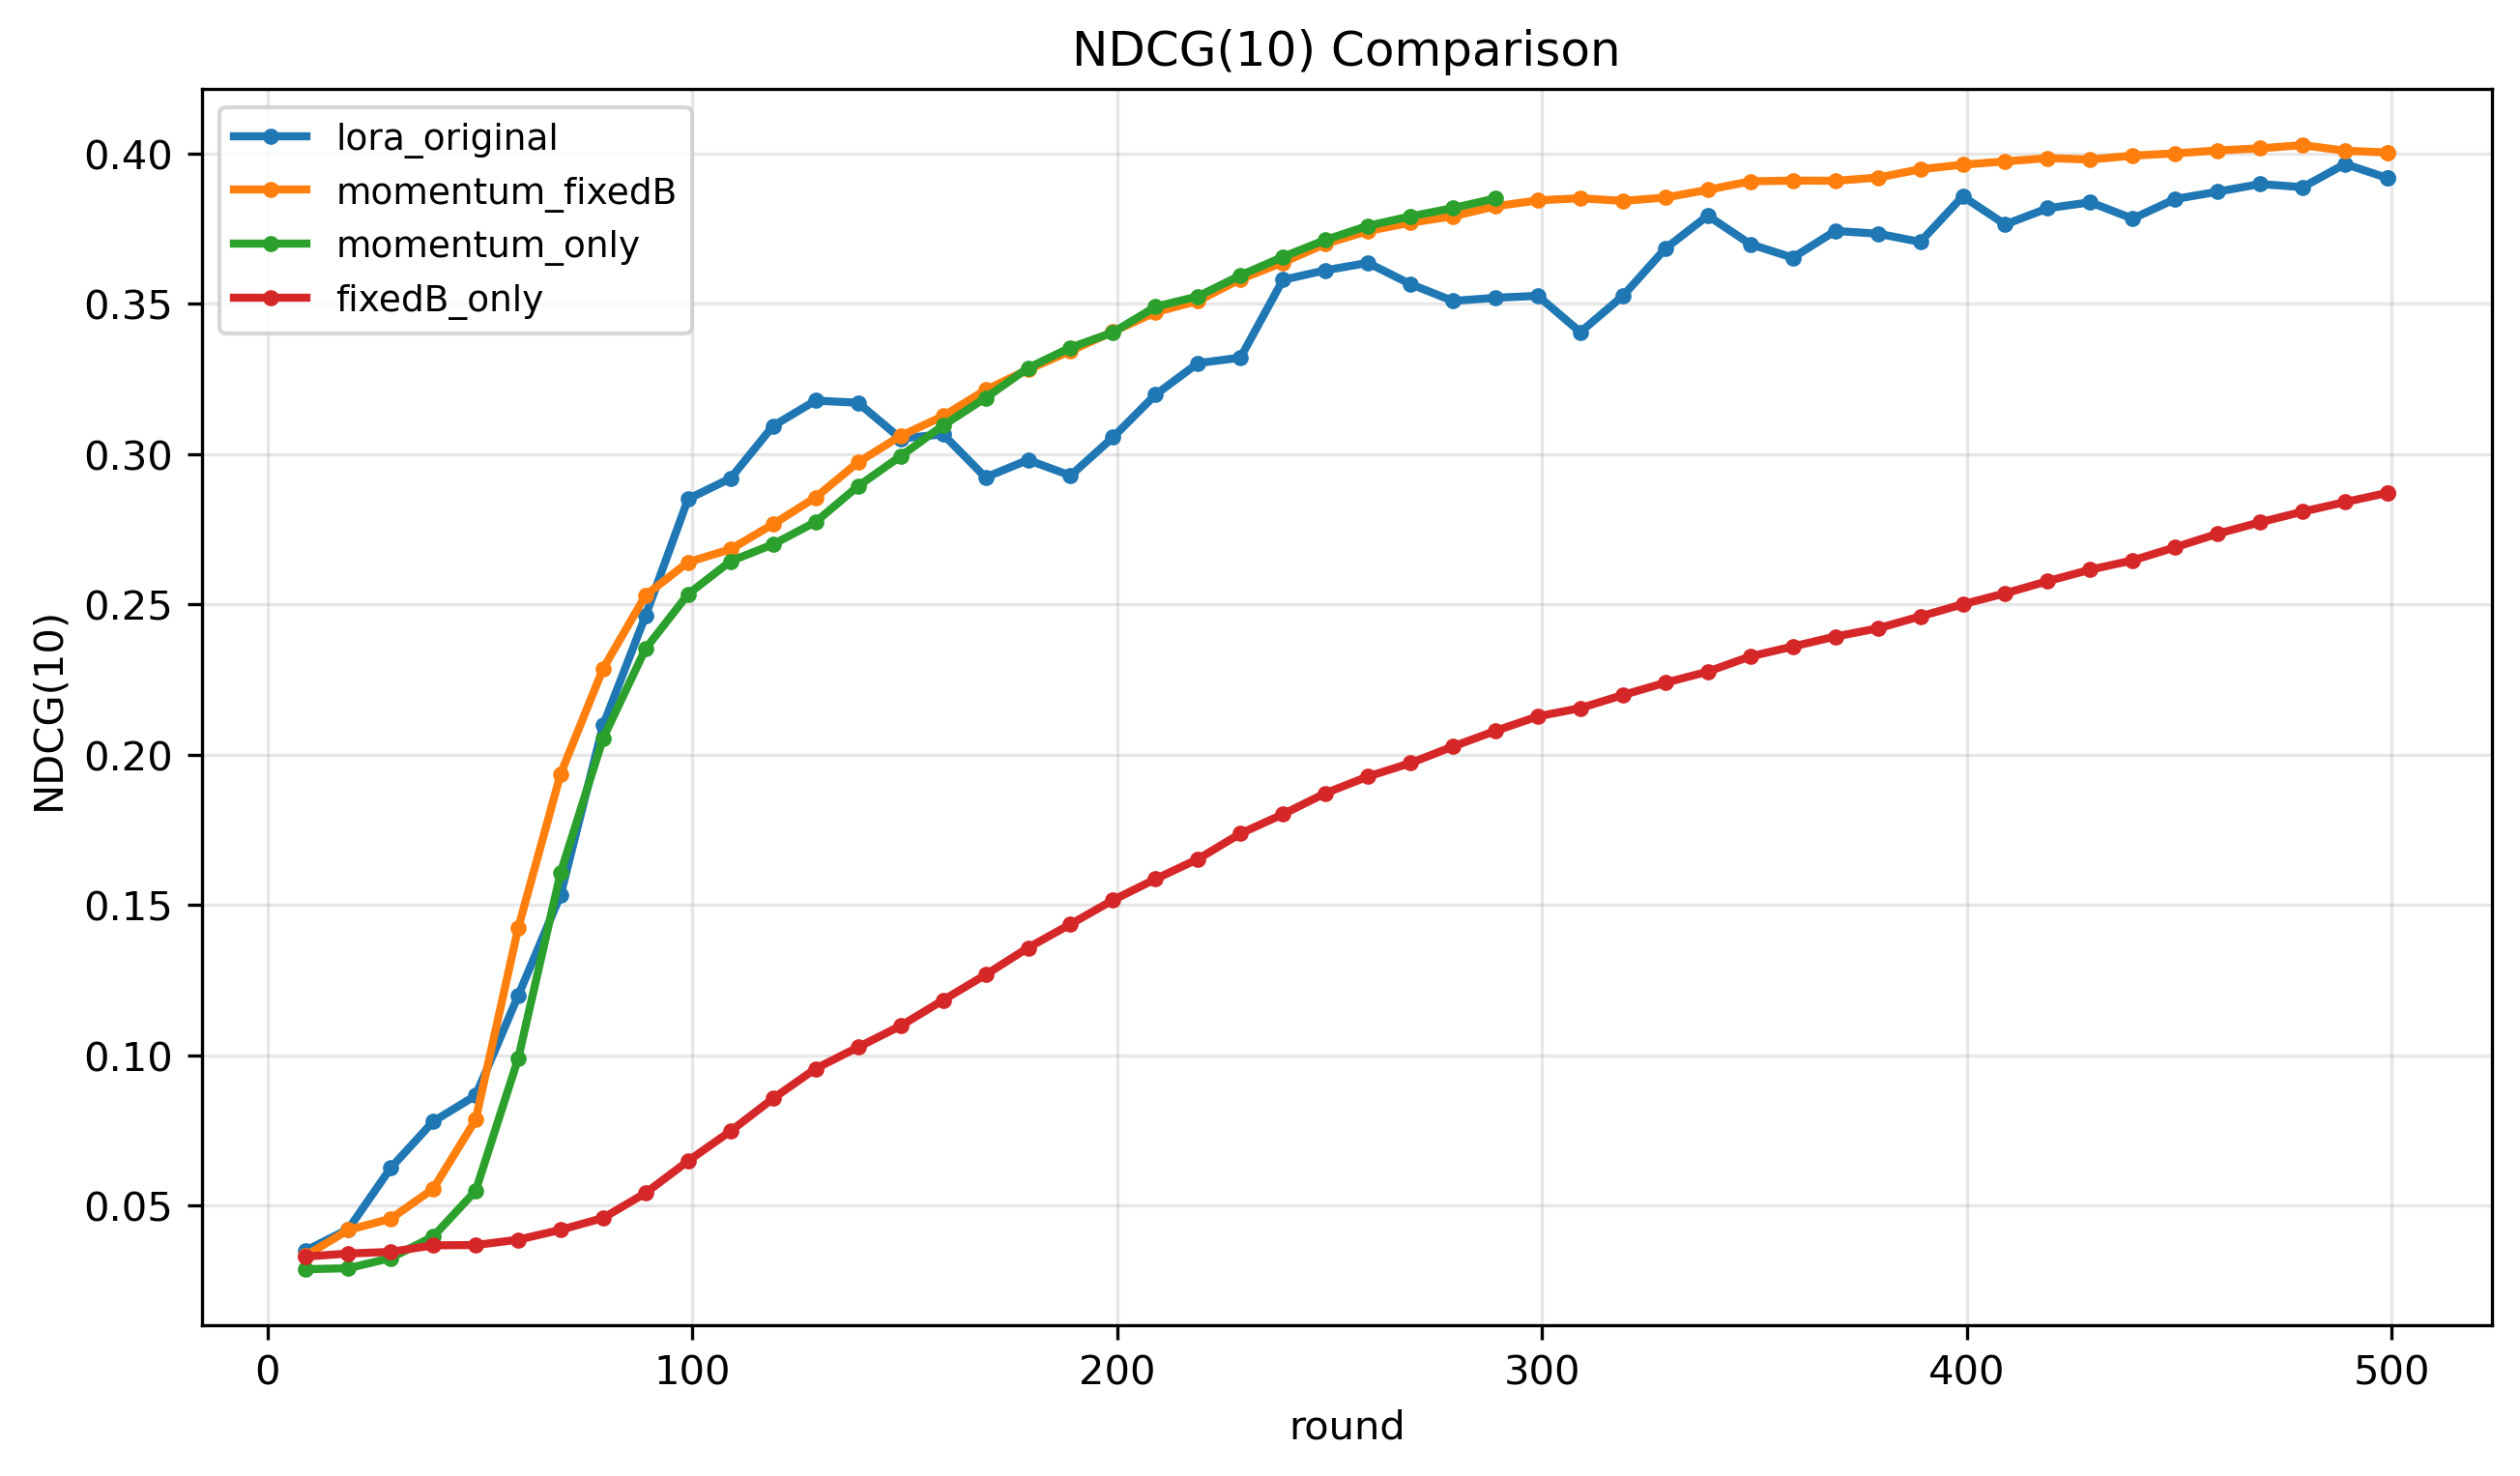 NDCG(10) Comparison
lora_original
momentum_fixedB
momentum_only
fixedB_only
NDCG(10)
0.40
0.35
0.30
0.25
0.20
0.15
0.10
0.05
0 100 200 300 400 500
round